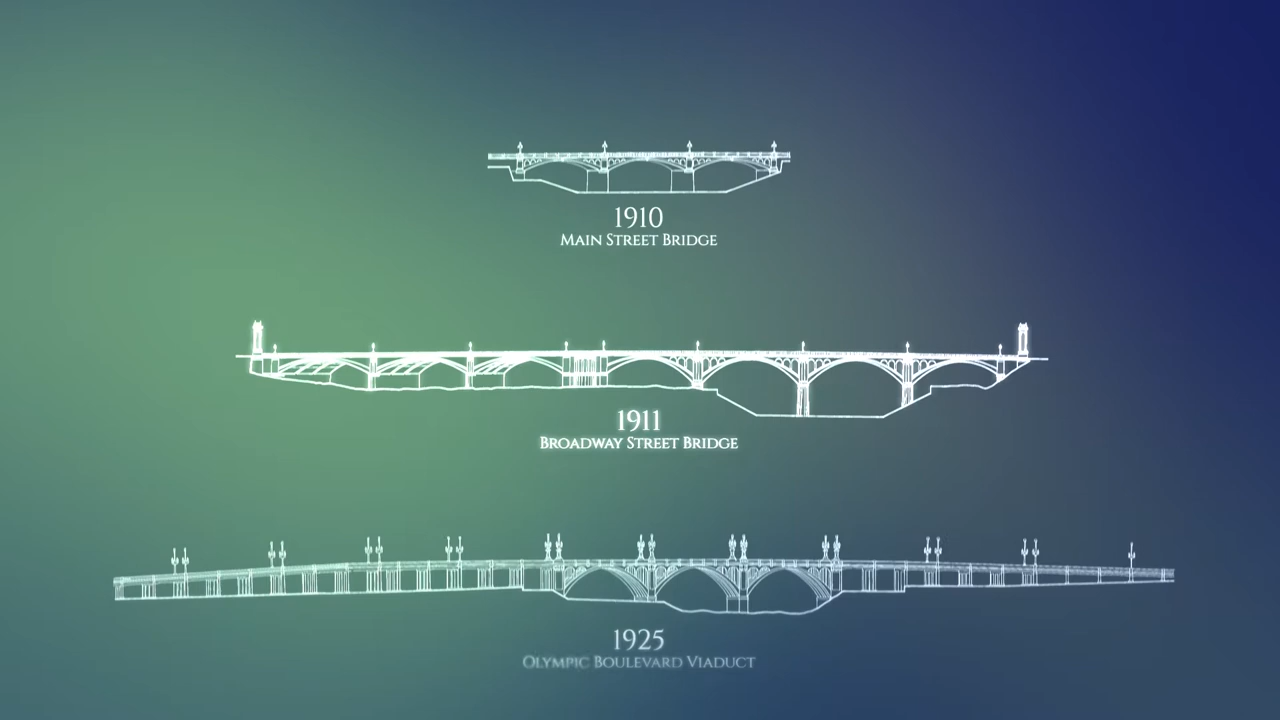 1910
Main Street Bridge
1911
Broadway Street Bridge
1925
Olympic Boulevard Viaduct